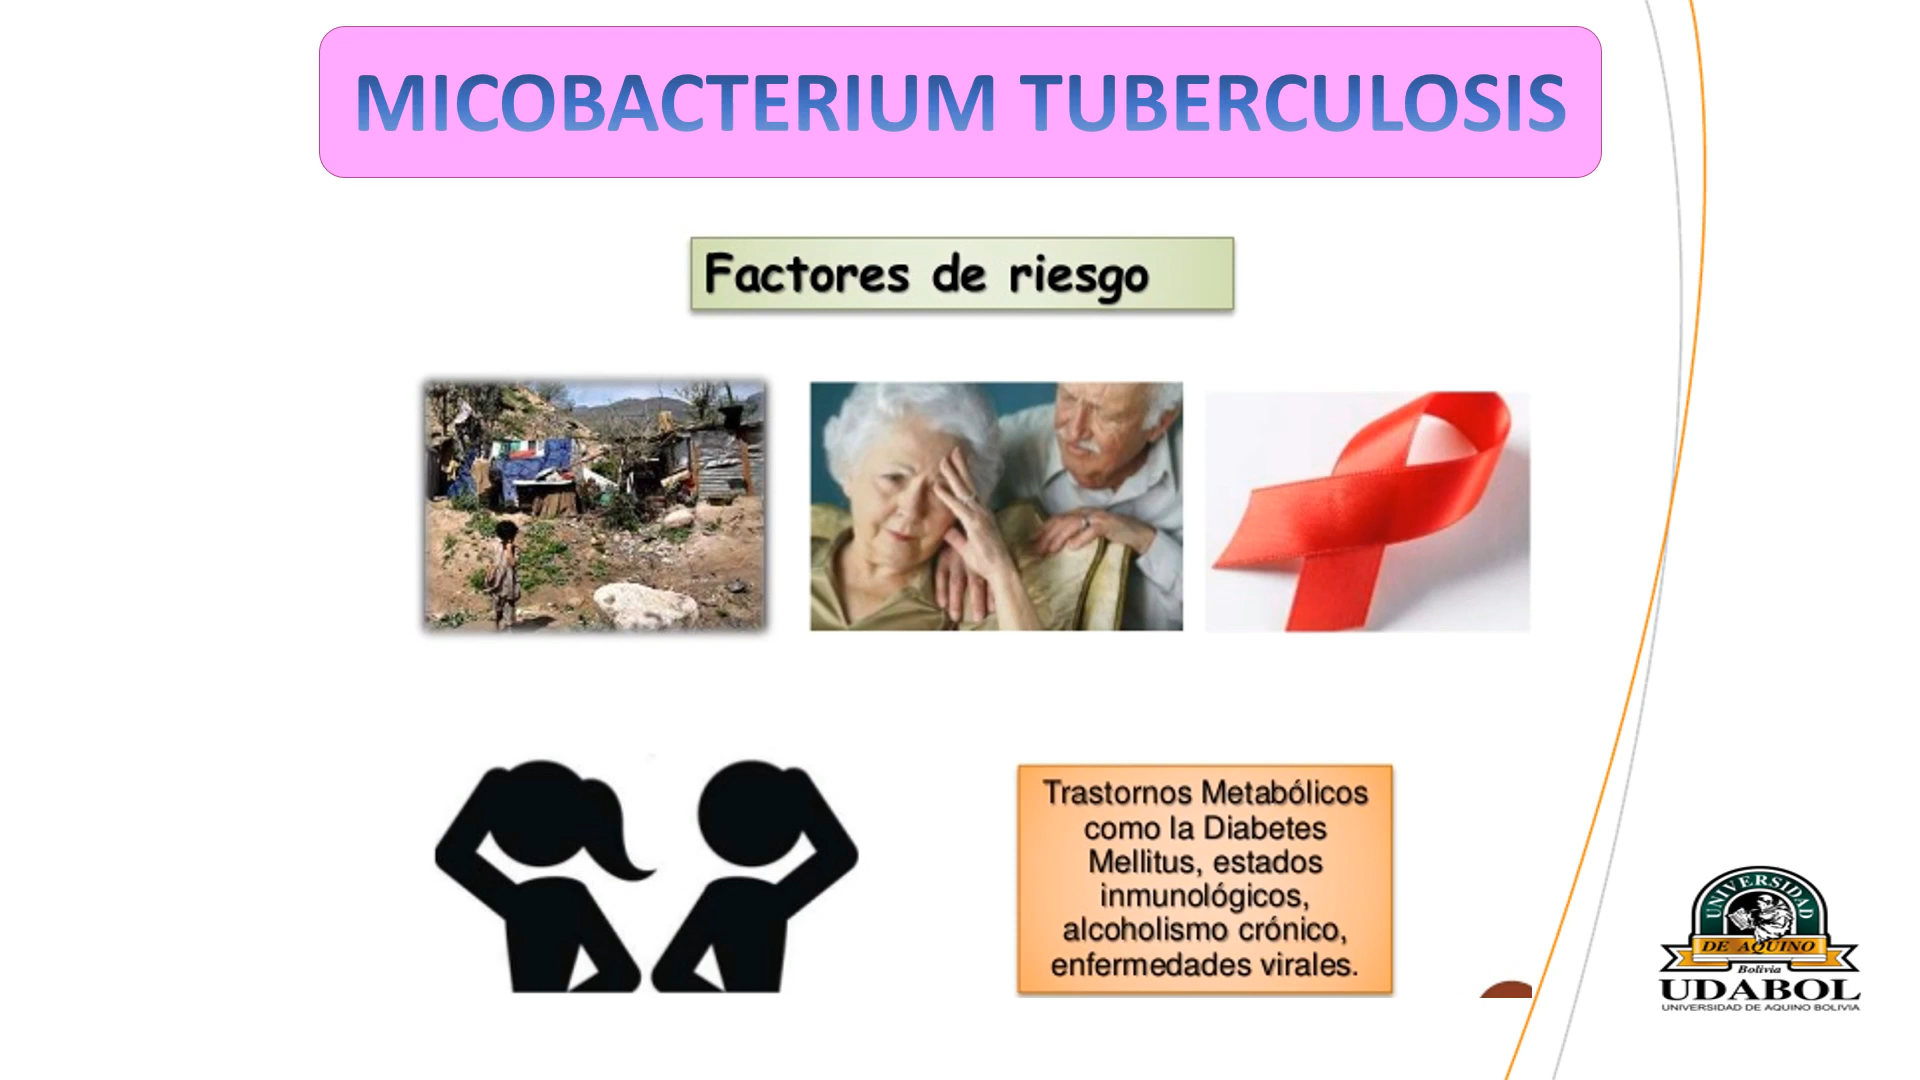 MICOBACTERIUM TUBERCULOSIS
Factores de riesgo
Trastornos Metabólicos
como la Diabetes
Mellitus, estados
inmunológicos,
alcoholismo crónico,
enfermedades virales.
UNIVERSIDAD
DE AQUINO
Bolivia
UDABOL
UNIVERSIDAD DE AQUINO BOLIVIA